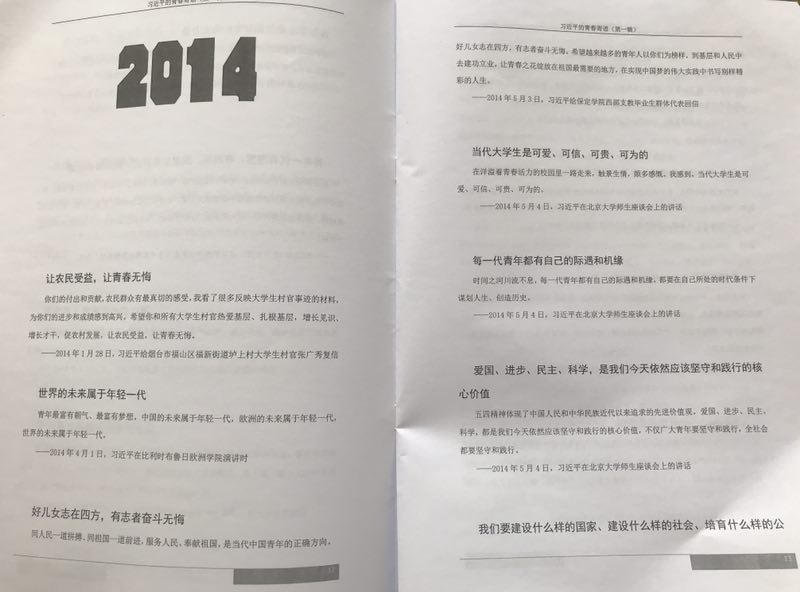 习近平的青春寄语
2014
让农民受益，让青春无悔
你们的付出和贡献，农民群众有最真切的感受，我看了很多反映大学生村官事迹的材料，
为你们的进步和成绩感到高兴，希望你和所有大学生村官热爱基层、扎根基层，增长见识、
增长才干，促农村发展，让农民受益，让青春无悔。
——2014年1月28日，习近平给烟台市福山区福新街道垆上村大学生村官张广秀复信
世界的未来属于年轻一代
青年最富有朝气、最富有梦想，中国的未来属于年轻一代，欧洲的未来属于年轻一代，
世界的未来属于年轻一代。
——2014年4月1日，习近平在比利时布鲁日欧洲学院演讲时
好儿女志在四方，有志者奋斗无悔
同人民一道拼搏、同祖国一道前进，服务人民、奉献祖国，是当代中国青年的正确方向。
12
习近平的青春寄语（第一辑）
好儿女志在四方，有志者奋斗无悔。希望越来越多的青年人以你们为榜样，到基层和人民中
去建功立业，让青春之花绽放在祖国最需要的地方，在实现中国梦的伟大实践中书写别样精
彩的人生。
——2014年5月3日，习近平给保定学院西部支教毕业生群体代表回信
当代大学生是可爱、可信、可贵、可为的
在洋溢着青春活力的校园里一路走来，触景生情，颇多感慨。我感到，当代大学生是可
爱、可信、可贵、可为的。
——2014年5月4日，习近平在北京大学师生座谈会上的讲话
每一代青年都有自己的际遇和机缘
时间之河川流不息，每一代青年都有自己的际遇和机缘，都要在自己所处的时代条件下
谋划人生、创造历史。
——2014年5月4日，习近平在北京大学师生座谈会上的讲话
爱国、进步、民主、科学，是我们今天依然应该坚守和践行的核
心价值
五四精神体现了中国人民和中华民族近代以来追求的先进价值观。爱国、进步、民主、
科学，都是我们今天依然应该坚守和践行的核心价值，不仅广大青年要坚守和践行，全社会
都要坚守和践行。
——2014年5月4日，习近平在北京大学师生座谈会上的讲话
我们要建设什么样的国家、建设什么样的社会、培育什么样的公
13